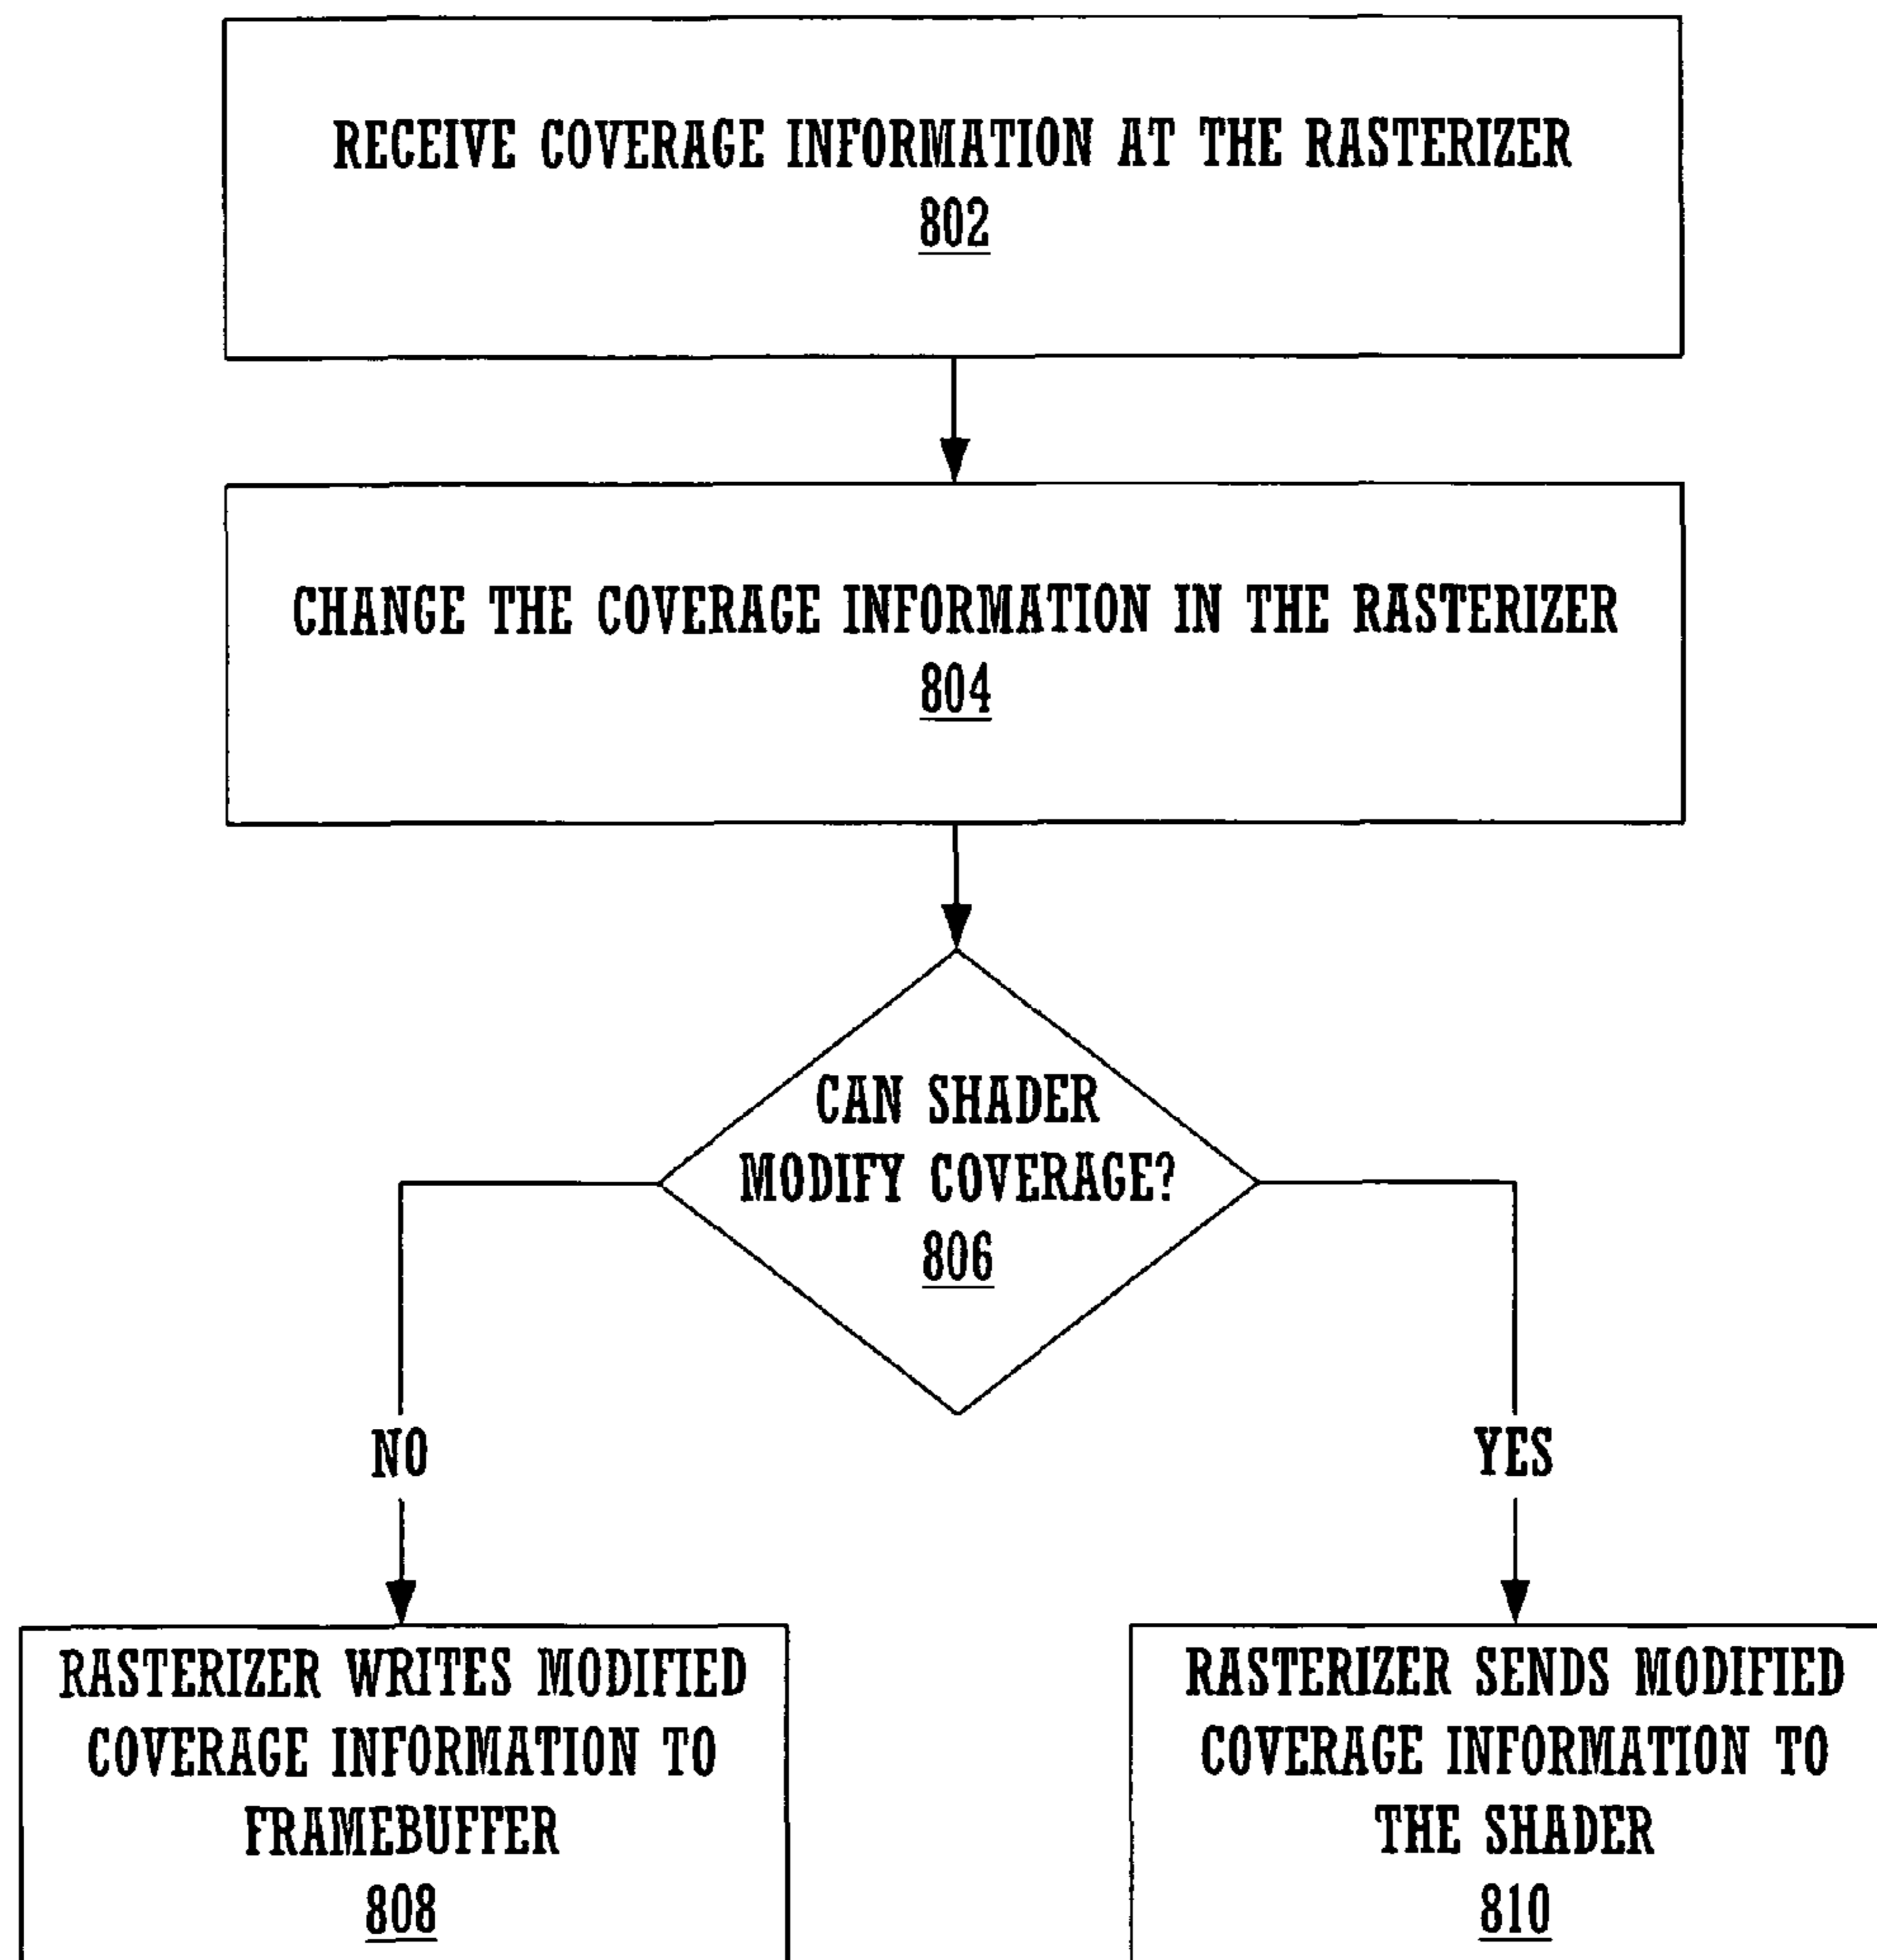 RECEIVE COVERAGE INFORMATION AT THE RASTERIZER
802
CHANGE THE COVERAGE INFORMATION IN THE RASTERIZER
804
CAN SHADER
MODIFY COVERAGE?
806
NO
YES
RASTERIZER WRITES MODIFIED
COVERAGE INFORMATION TO
FRAMEBUFFER
808
RASTERIZER SENDS MODIFIED
COVERAGE INFORMATION TO
THE SHADER
810